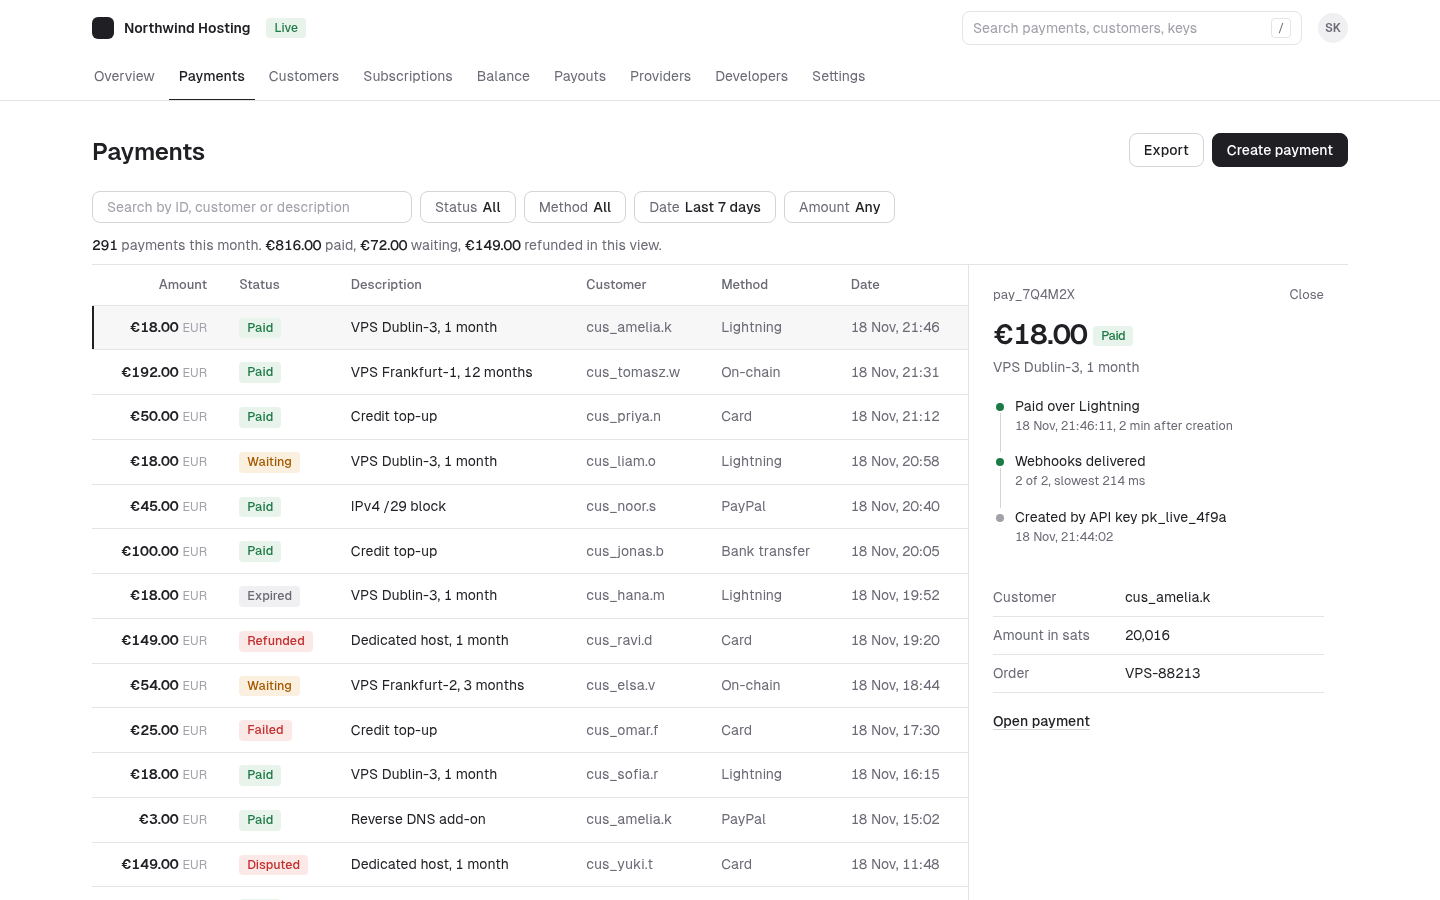 Northwind Hosting Live Search payments, customers, keys / SK
Overview Payments Customers Subscriptions Balance Payouts Providers Developers Settings
Payments Export Create payment
Search by ID, customer or description Status All Method All Date Last 7 days Amount Any
291 payments this month. €816.00 paid, €72.00 waiting, €149.00 refunded in this view.
Amount Status Description Customer Method Date
€18.00 EUR Paid VPS Dublin-3, 1 month cus_amelia.k Lightning 18 Nov, 21:46
€192.00 EUR Paid VPS Frankfurt-1, 12 months cus_tomasz.w On-chain 18 Nov, 21:31
€50.00 EUR Paid Credit top-up cus_priya.n Card 18 Nov, 21:12
€18.00 EUR Waiting VPS Dublin-3, 1 month cus_liam.o Lightning 18 Nov, 20:58
€45.00 EUR Paid IPv4 /29 block cus_noor.s PayPal 18 Nov, 20:40
€100.00 EUR Paid Credit top-up cus_jonas.b Bank transfer 18 Nov, 20:05
€18.00 EUR Expired VPS Dublin-3, 1 month cus_hana.m Lightning 18 Nov, 19:52
€149.00 EUR Refunded Dedicated host, 1 month cus_ravi.d Card 18 Nov, 19:20
€54.00 EUR Waiting VPS Frankfurt-2, 3 months cus_elsa.v On-chain 18 Nov, 18:44
€25.00 EUR Failed Credit top-up cus_omar.f Card 18 Nov, 17:30
€18.00 EUR Paid VPS Dublin-3, 1 month cus_sofia.r Lightning 18 Nov, 16:15
€3.00 EUR Paid Reverse DNS add-on cus_amelia.k PayPal 18 Nov, 15:02
€149.00 EUR Disputed Dedicated host, 1 month cus_yuki.t Card 18 Nov, 11:48
pay_7Q4M2X Close
€18.00 Paid
VPS Dublin-3, 1 month
Paid over Lightning
18 Nov, 21:46:11, 2 min after creation
Webhooks delivered
2 of 2, slowest 214 ms
Created by API key pk_live_4f9a
18 Nov, 21:44:02
Customer cus_amelia.k
Amount in sats 20,016
Order VPS-88213
Open payment